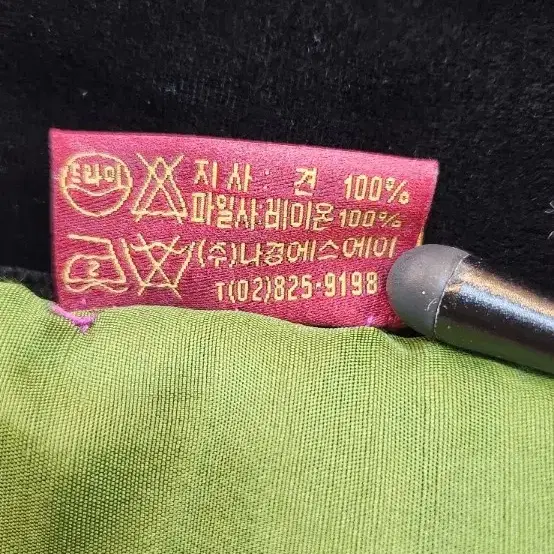 드라이
지사 견 100%
파일사 레이온 100%
(주)나경에스에이
T(02)825-9198